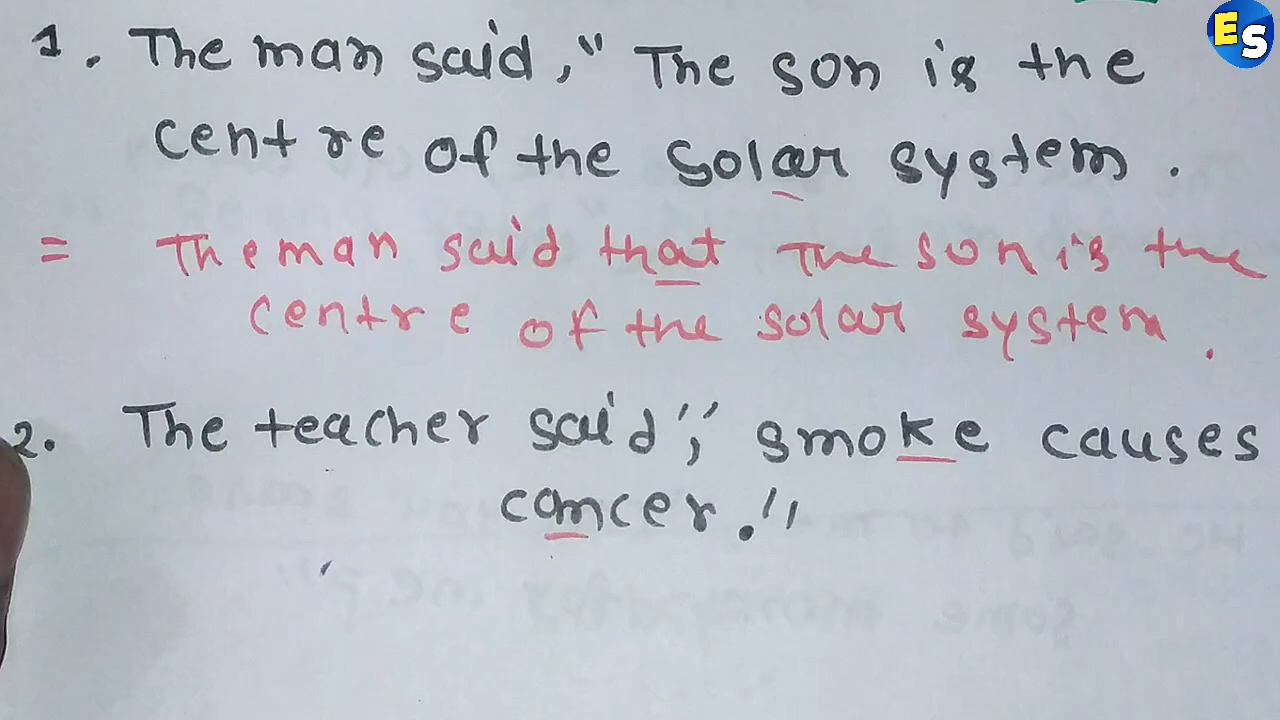 ES
1. The man said," The son is the
centre of the solar system.
= The man said that The son is the
centre of the solar system.
2. The teacher said,'' smoke causes
cancer."